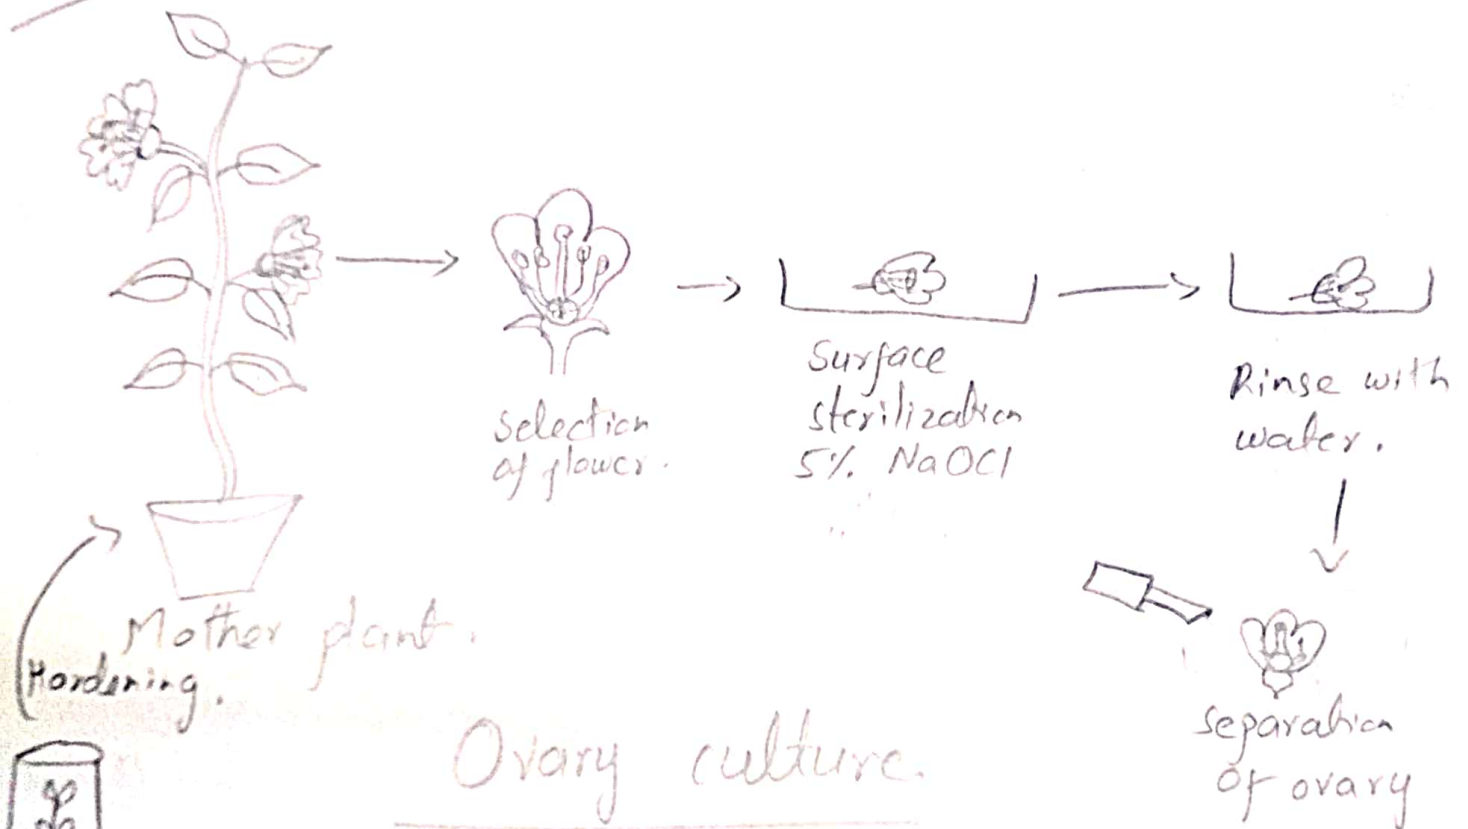 Selection
of flower.
Surface
sterilization
5% NaOCl
Rinse with
water.
Mother plant.
Hardening.
Separation
of ovary
Ovary culture.